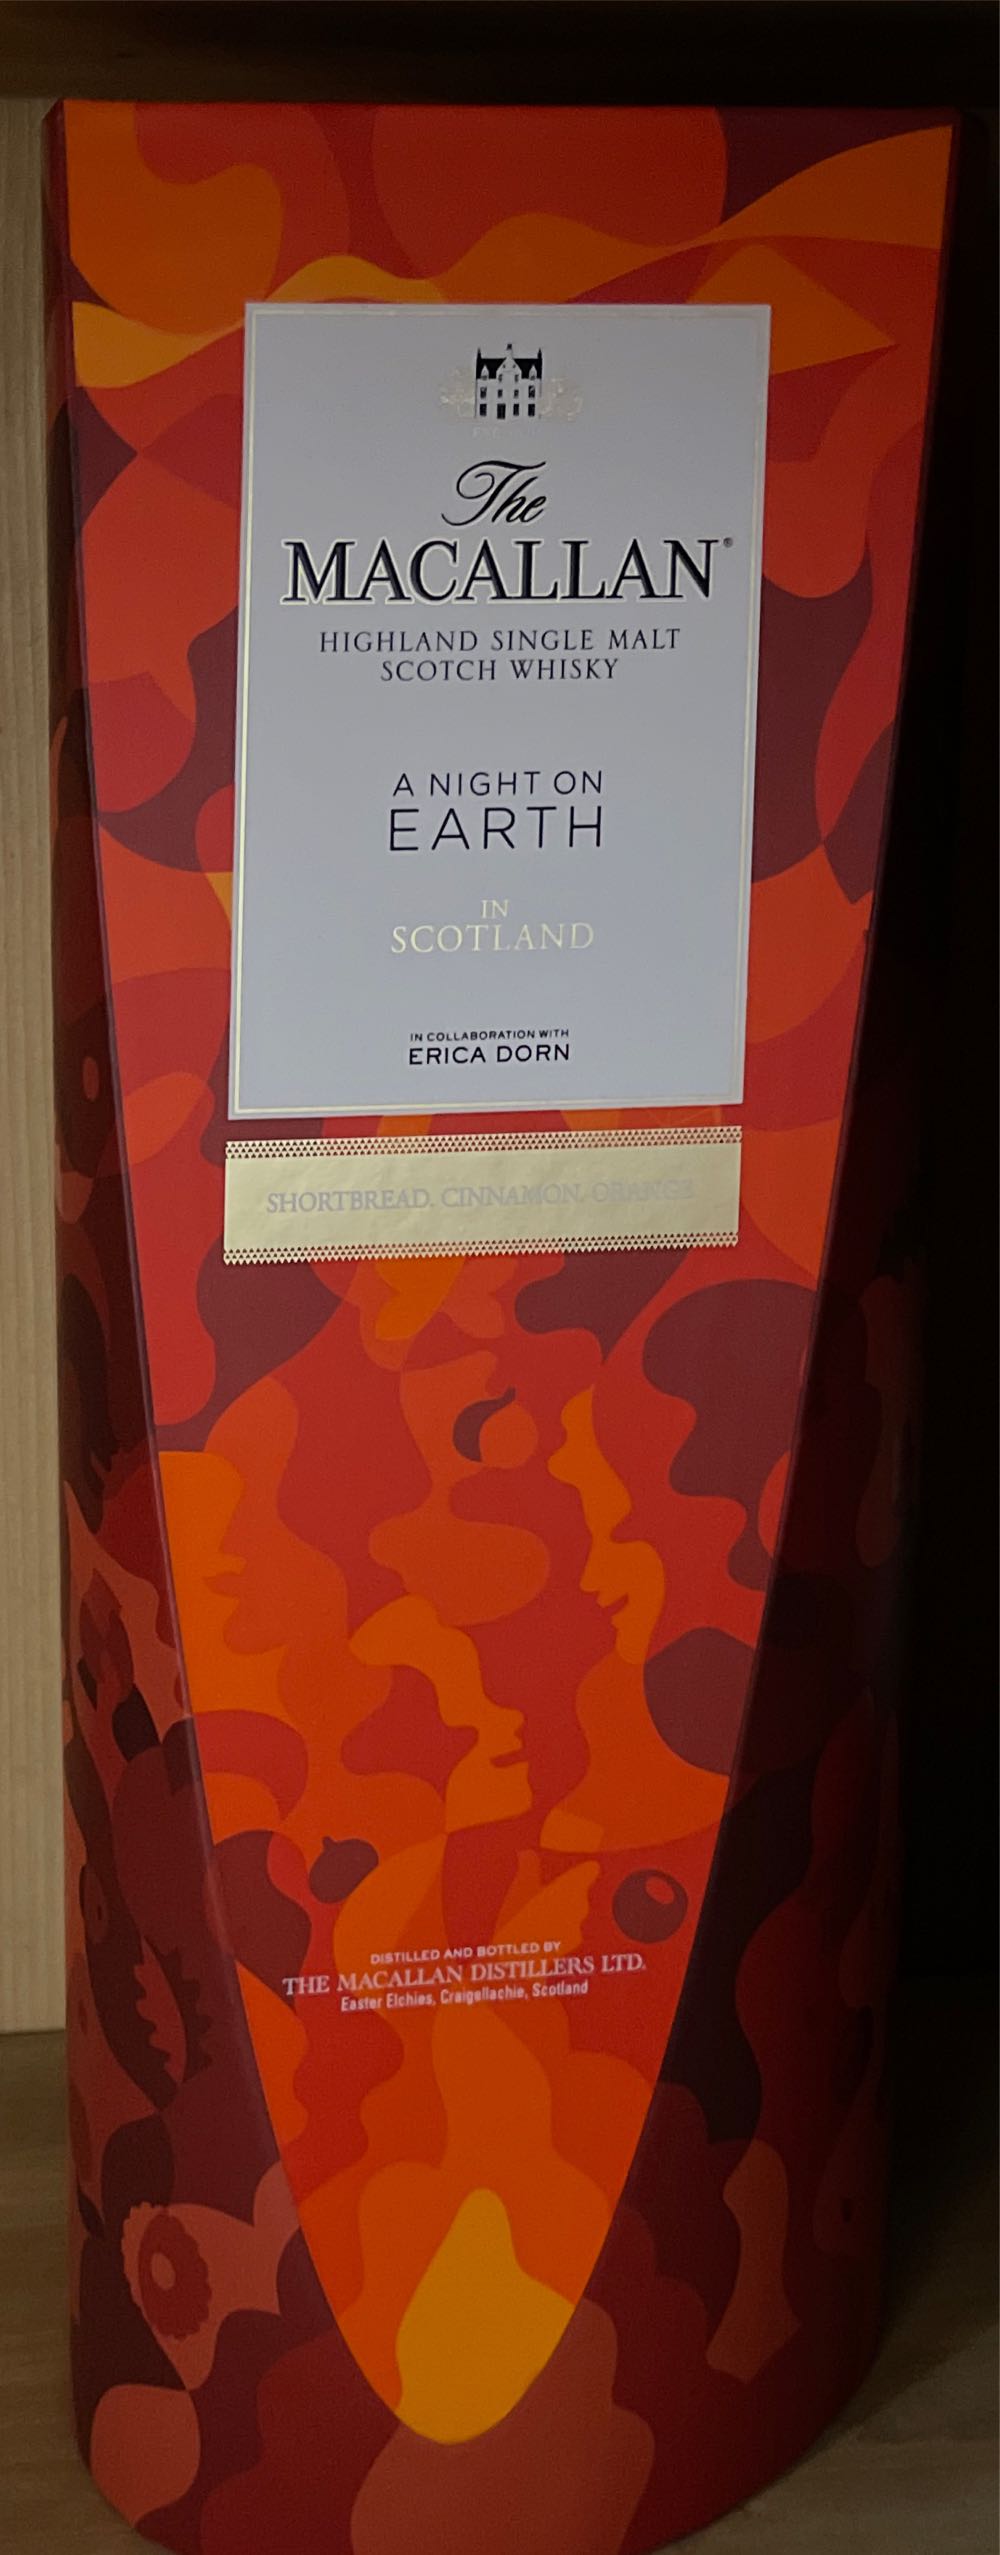 The
MACALLAN®
HIGHLAND SINGLE MALT
SCOTCH WHISKY
A NIGHT ON
EARTH
IN
SCOTLAND
IN COLLABORATION WITH
ERICA DORN
SHORTBREAD. CINNAMON. ORANGE
DISTILLED AND BOTTLED BY
THE MACALLAN DISTILLERS LTD.
Easter Elchies, Craigellachie, Scotland